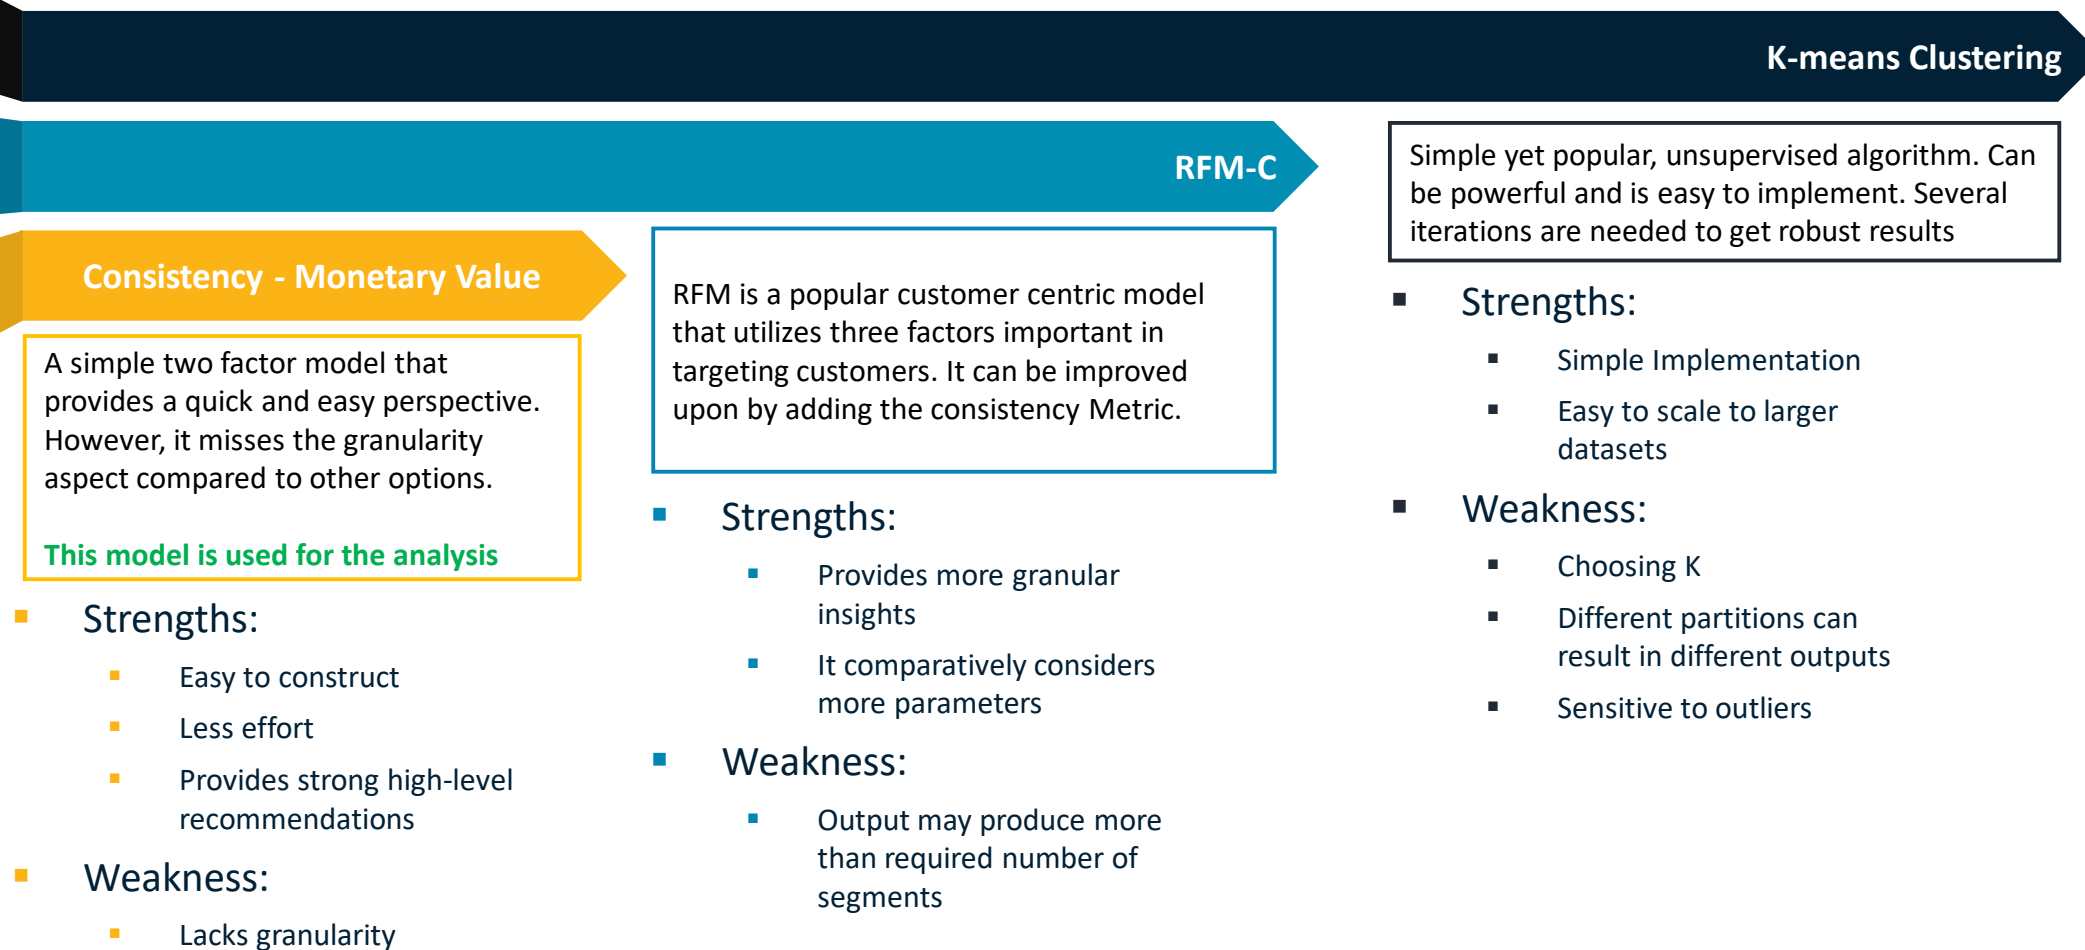 K-means Clustering
RFM-C
Consistency - Monetary Value
A simple two factor model that
provides a quick and easy perspective.
However, it misses the granularity
aspect compared to other options.
This model is used for the analysis
Strengths:
Easy to construct
Less effort
Provides strong high-level
recommendations
Weakness:
Lacks granularity
RFM is a popular customer centric model
that utilizes three factors important in
targeting customers. It can be improved
upon by adding the consistency Metric.
Strengths:
Provides more granular
insights
It comparatively considers
more parameters
Weakness:
Output may produce more
than required number of
segments
Simple yet popular, unsupervised algorithm. Can
be powerful and is easy to implement. Several
iterations are needed to get robust results
Strengths:
Simple Implementation
Easy to scale to larger
datasets
Weakness:
Choosing K
Different partitions can
result in different outputs
Sensitive to outliers